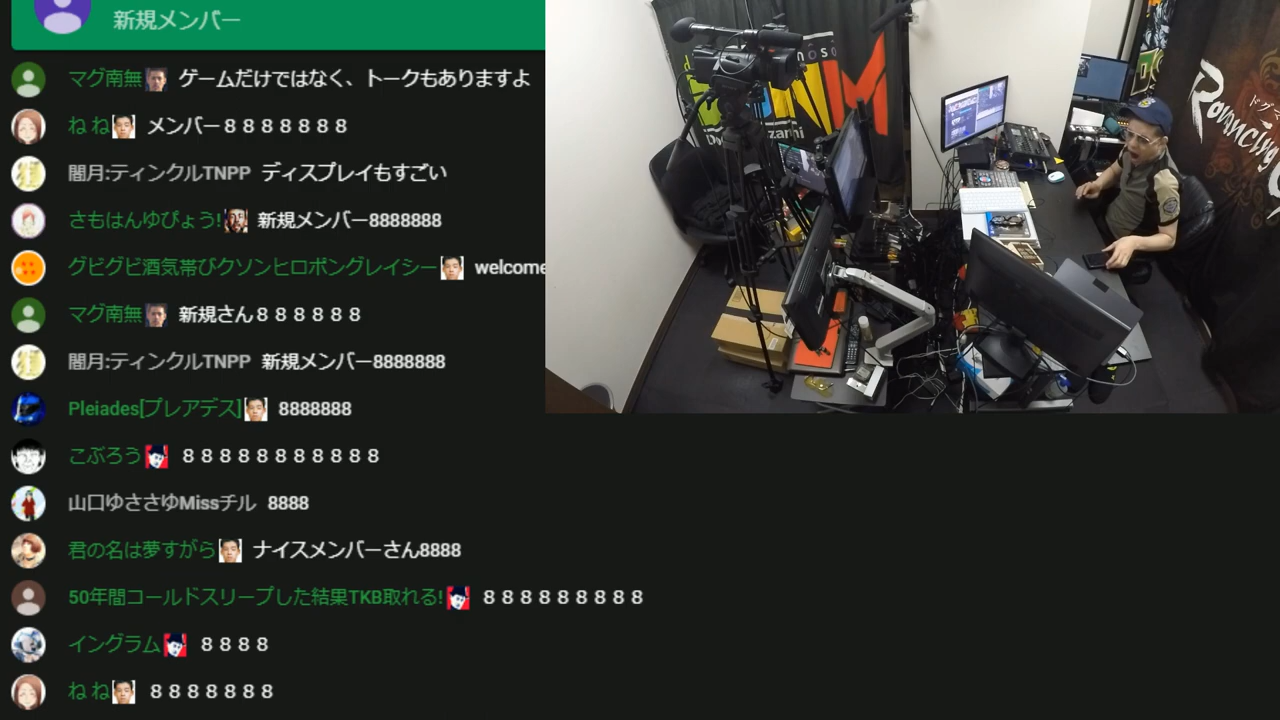 新規メンバー
マグ南無 ゲームだけではなく、トークもありますよ
ね ね メンバー８８８８８８８
闇月:ティンクルTNPP ディスプレイもすごい
さもはんゆぴょう! 新規メンバー8888888
グビグビ酒気帯びクソンヒロポングレイシー welcome
マグ南無 新規さん８８８８８８
闇月:ティンクルTNPP 新規メンバー8888888
Pleiades[プレアデス] 8888888
こぶろう ８８８８８８８８８８８
山口ゆささゆMissチル 8888
君の名は夢すがら ナイスメンバーさん8888
50年間コールドスリープした結果TKB取れる! ８８８８８８８８８
イングラム ８８８８
ね ね ８８８８８８８
zami
Romancing